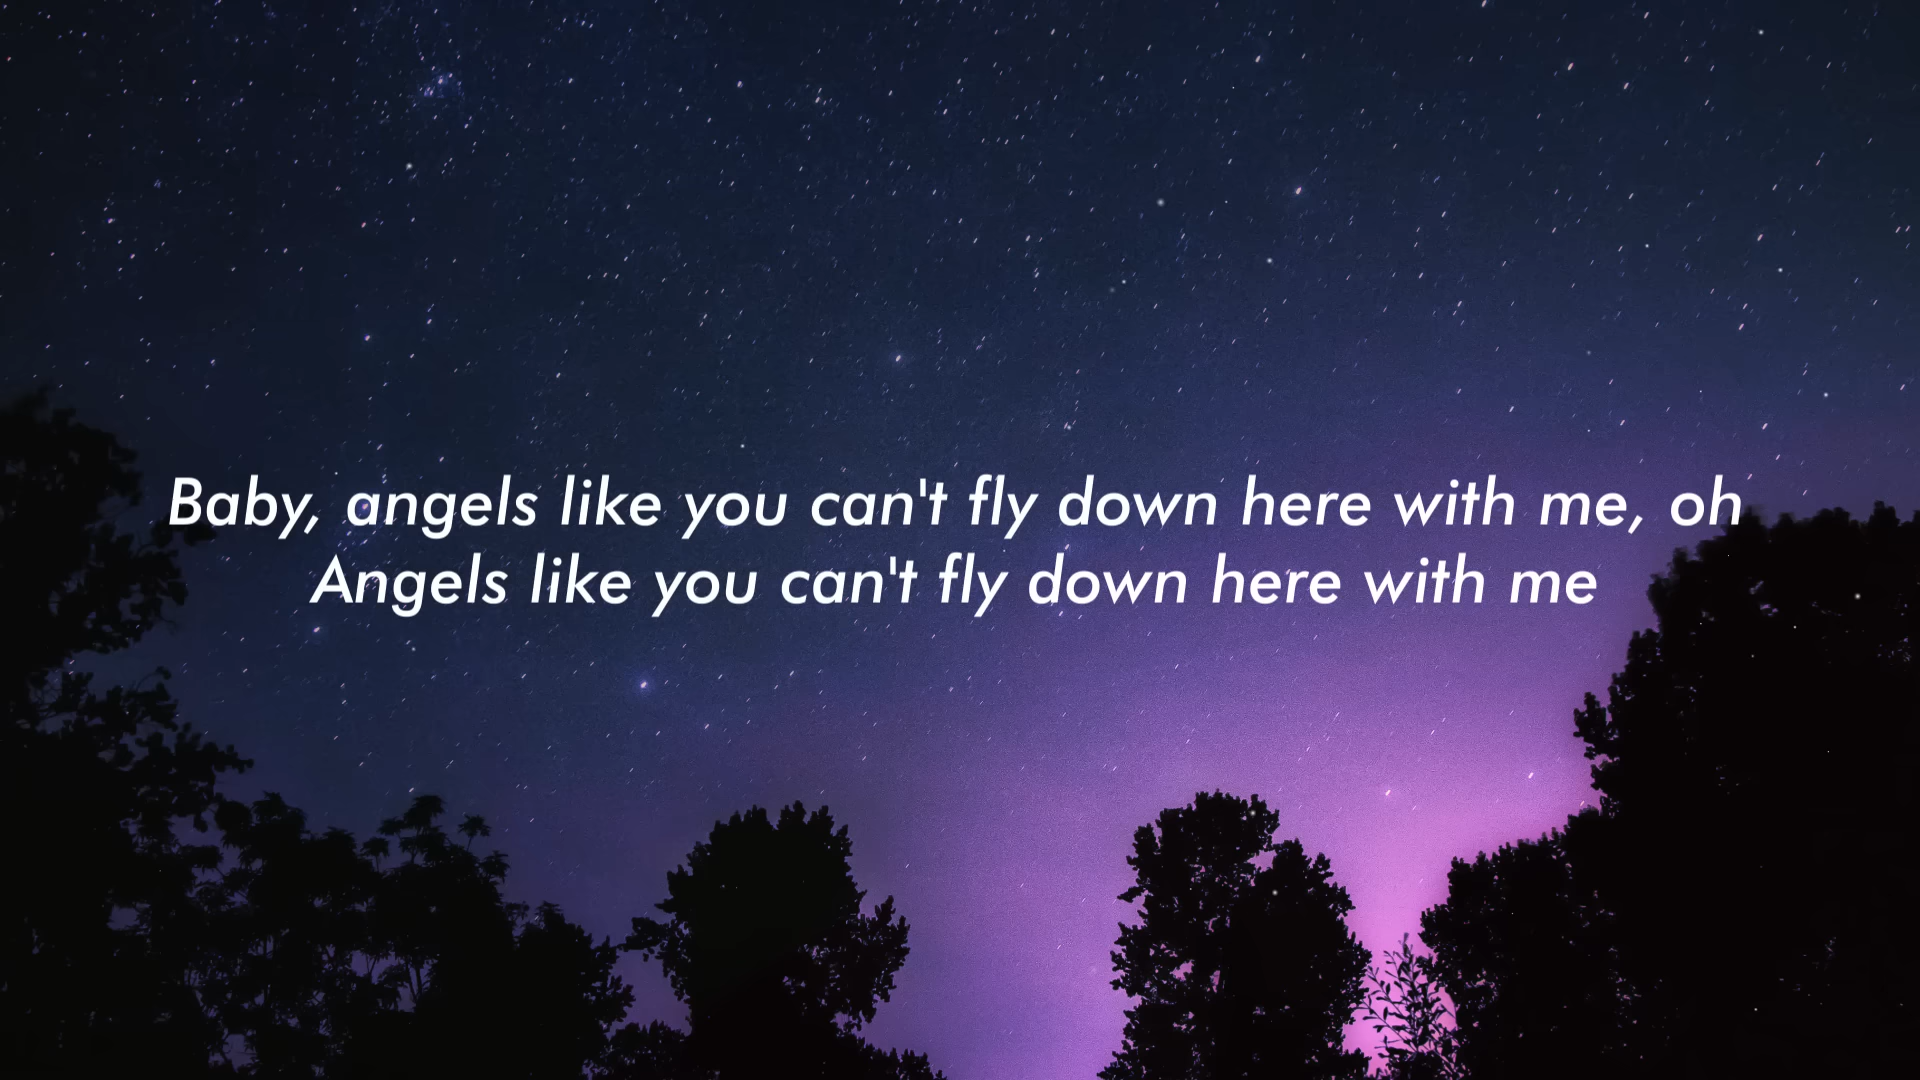 Baby, angels like you can't fly down here with me, oh
Angels like you can't fly down here with me